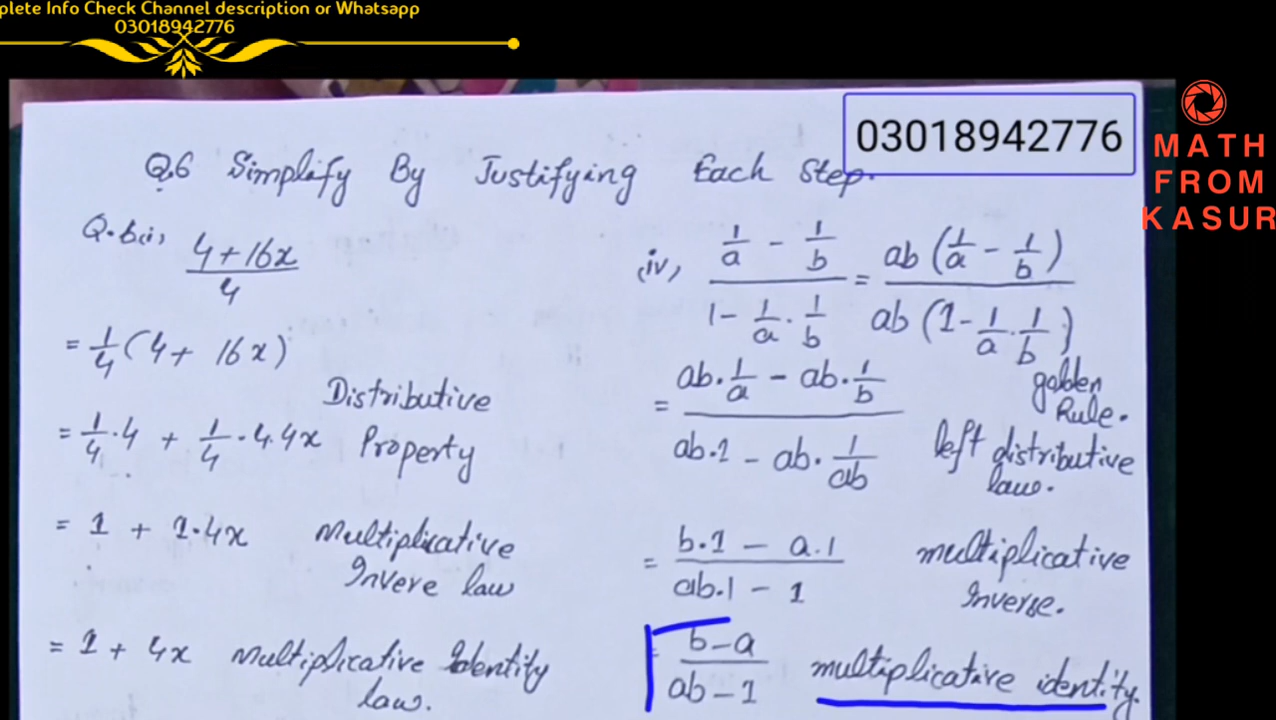 plete Info Check Channel description or Whatsapp
03018942776
03018942776
MATH
FROM
KASUR
Q.6 Simplify By Justifying Each Step.
Q.6(i) 4+16x / 4
= 1/4 (4 + 16x)
Distributive
= 1/4 · 4 + 1/4 · 4.4x Property
= 1 + 1·4x Multiplicative
Invere law
= 1 + 4x Multiplicative Identity
law.
(iv) (1/a - 1/b) / (1 - 1/a · 1/b) = ab (1/a - 1/b) / ab (1 - 1/a · 1/b)
golden
Rule.
= (ab · 1/a - ab · 1/b) / (ab·1 - ab · 1/ab) left distributive
law.
= (b·1 - a·1) / (ab·1 - 1) multiplicative
Inverse.
= (b-a) / (ab-1) multiplicative identity.